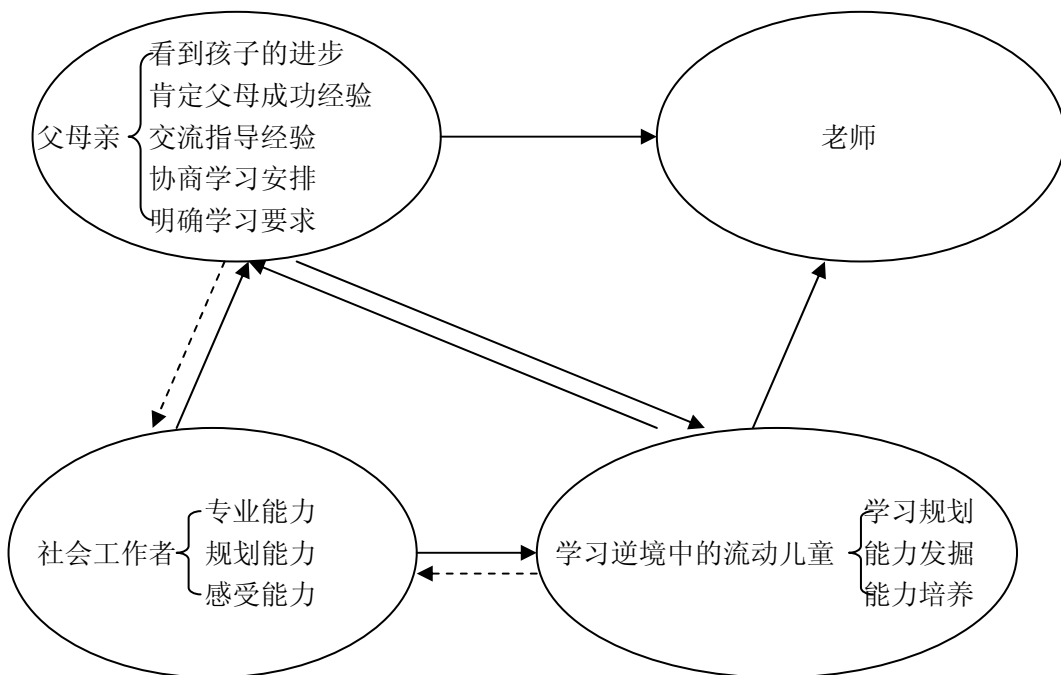 看到孩子的进步
肯定父母成功经验
父母亲
交流指导经验
协商学习安排
明确学习要求
老师
社会工作者
专业能力
规划能力
感受能力
学习逆境中的流动儿童
学习规划
能力发掘
能力培养